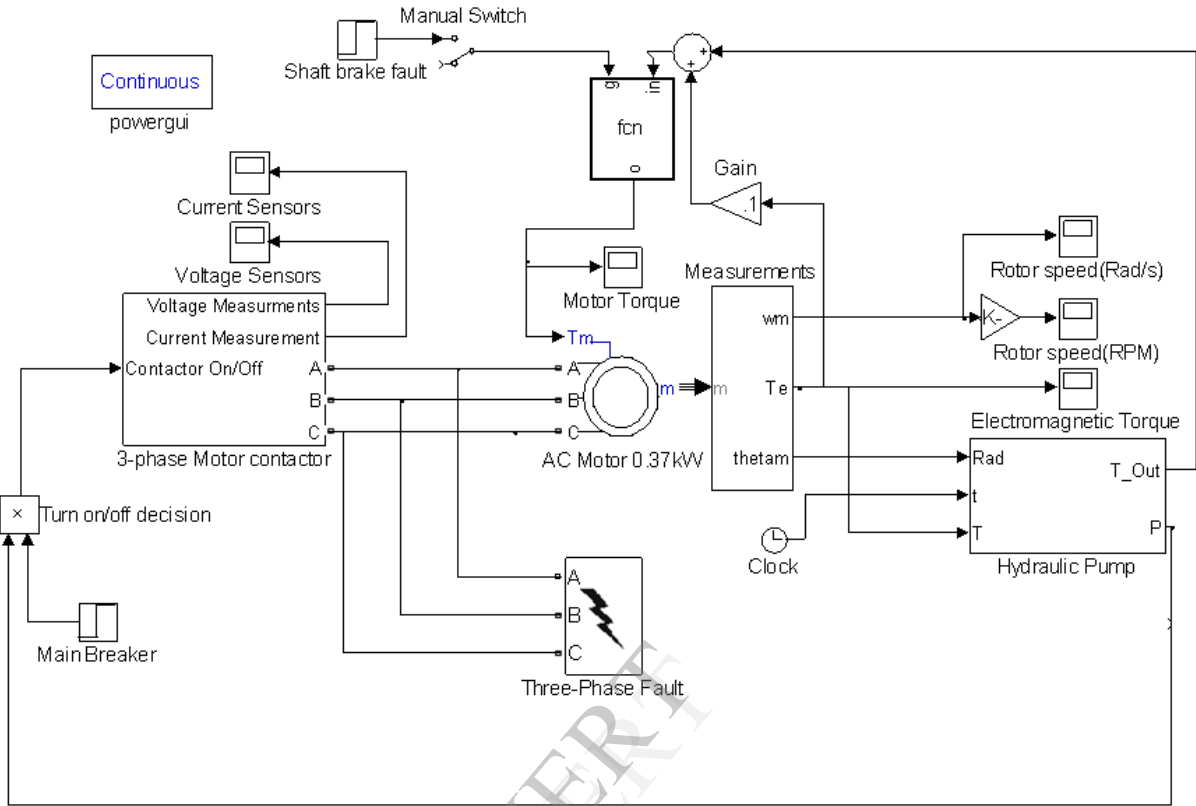 Manual Switch
Shaft brake fault
Continuous
powergui
g
in
fcn
o
+
+
Gain
.1
Current Sensors
Voltage Sensors
Motor Torque
Measurements
Rotor speed(Rad/s)
K-
Rotor speed(RPM)
Electromagnetic Torque
Voltage Measurments
Current Measurement
Contactor On/Off
A
B
C
3-phase Motor contactor
Tm
A
B
C
m
AC Motor 0.37kW
m
wm
Te
thetam
Rad
t
T
T_Out
P
Hydraulic Pump
Clock
×
Turn on/off decision
Main Breaker
A
B
C
Three-Phase Fault